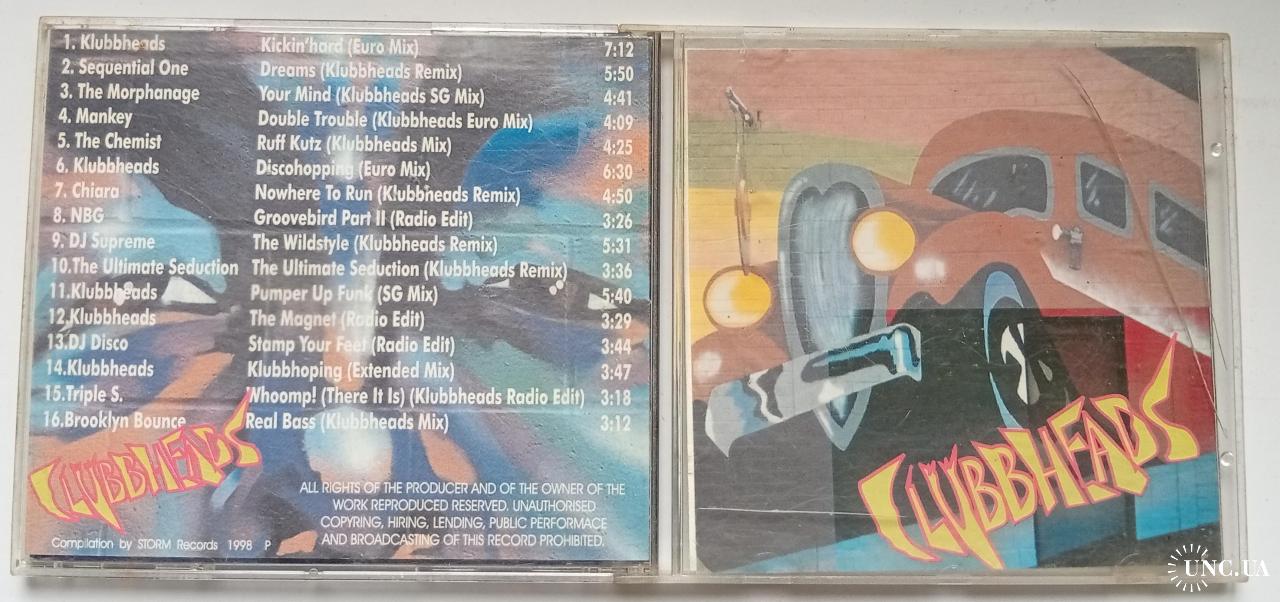 1. Klubbheads Kickin'hard (Euro Mix) 7:12
2. Sequential One Dreams (Klubbheads Remix) 5:50
3. The Morphanage Your Mind (Klubbheads SG Mix) 4:41
4. Mankey Double Trouble (Klubbheads Euro Mix) 4:09
5. The Chemist Ruff Kutz (Klubbheads Mix) 4:25
6. Klubbheads Discohopping (Euro Mix) 6:30
7. Chiara Nowhere To Run (Klubbheads Remix) 4:50
8. NBG Groovebird Part II (Radio Edit) 3:26
9. DJ Supreme The Wildstyle (Klubbheads Remix) 5:31
10.The Ultimate Seduction The Ultimate Seduction (Klubbheads Remix) 3:36
11.Klubbheads Pumper Up Funk (SG Mix) 5:40
12.Klubbheads The Magnet (Radio Edit) 3:29
13.DJ Disco Stamp Your Feet (Radio Edit) 3:44
14.Klubbheads Klubbhoping (Extended Mix) 3:47
15.Triple S. Whoomp! (There It Is) (Klubbheads Radio Edit) 3:18
16.Brooklyn Bounce Real Bass (Klubbheads Mix) 3:12
CLUBBHEADS
ALL RIGHTS OF THE PRODUCER AND OF THE OWNER OF THE
WORK REPRODUCED RESERVED. UNAUTHORISED
COPYRING, HIRING, LENDING, PUBLIC PERFORMACE
AND BROADCASTING OF THIS RECORD PROHIBITED.
Compilation by STORM Records 1998 P
CLUBBHEADS
UNC.UA